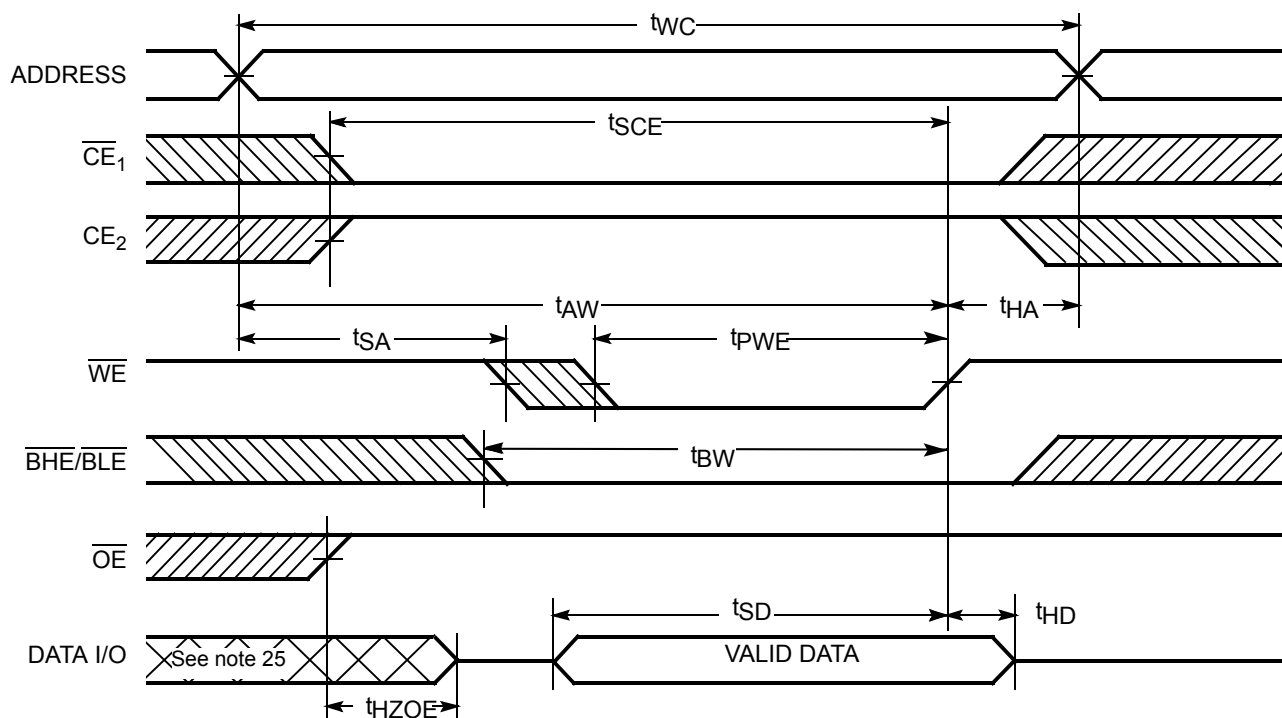 tWC
ADDRESS
tSCE
CE1
CE2
tAW
tHA
tSA
tPWE
WE
BHE/BLE
tBW
OE
tSD
tHD
DATA I/O
See note 25
VALID DATA
tHZOE